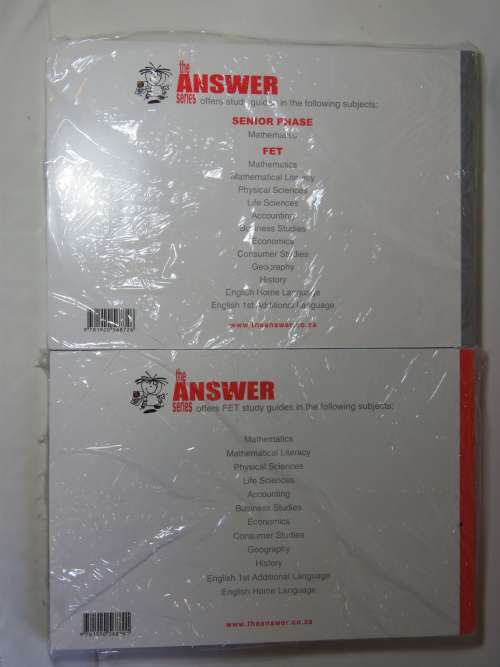 the
ANSWER
series offers study guides in the following subjects:
SENIOR PHASE
Mathematics
FET
Mathematics
Mathematical Literacy
Physical Sciences
Life Sciences
Accounting
Business Studies
Economics
Consumer Studies
Geography
History
English Home Language
English 1st Additional Language
www.theanswer.co.za
the
ANSWER
series offers FET study guides in the following subjects:
Mathematics
Mathematical Literacy
Physical Sciences
Life Sciences
Accounting
Business Studies
Economics
Consumer Studies
Geography
History
English 1st Additional Language
English Home Language
www.theanswer.co.za